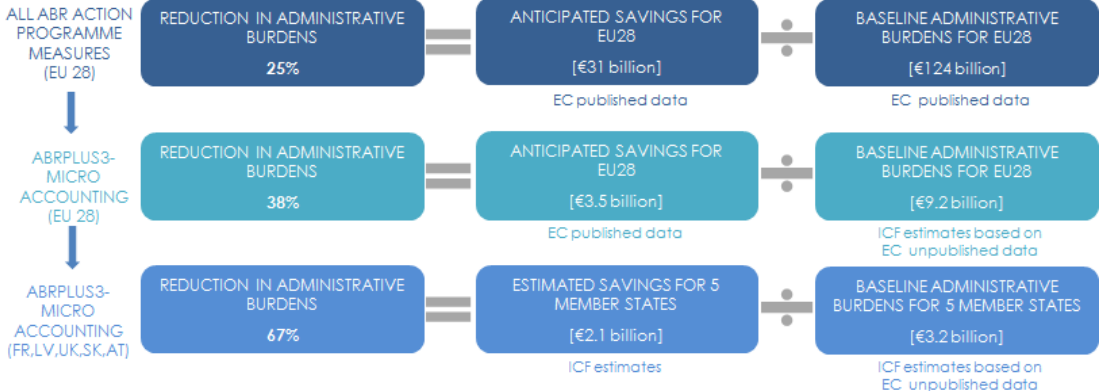 ALL ABR ACTION
PROGRAMME
MEASURES
(EU 28)
REDUCTION IN ADMINISTRATIVE
BURDENS
25%
ANTICIPATED SAVINGS FOR
EU28
[€31 billion]
EC published data
BASELINE ADMINISTRATIVE
BURDENS FOR EU28
[€124 billion]
EC published data
ABRPLUS3-
MICRO
ACCOUNTING
(EU 28)
REDUCTION IN ADMINISTRATIVE
BURDENS
38%
ANTICIPATED SAVINGS FOR
EU28
[€3.5 billion]
EC published data
BASELINE ADMINISTRATIVE
BURDENS FOR EU28
[€9.2 billion]
ICF estimates based on
EC unpublished data
ABRPLUS3-
MICRO
ACCOUNTING
(FR,LV,UK,SK,AT)
REDUCTION IN ADMINISTRATIVE
BURDENS
67%
ESTIMATED SAVINGS FOR 5
MEMBER STATES
[€2.1 billion]
ICF estimates
BASELINE ADMINISTRATIVE
BURDENS FOR 5 MEMBER STATES
[€3.2 billion]
ICF estimates based on
EC unpublished data